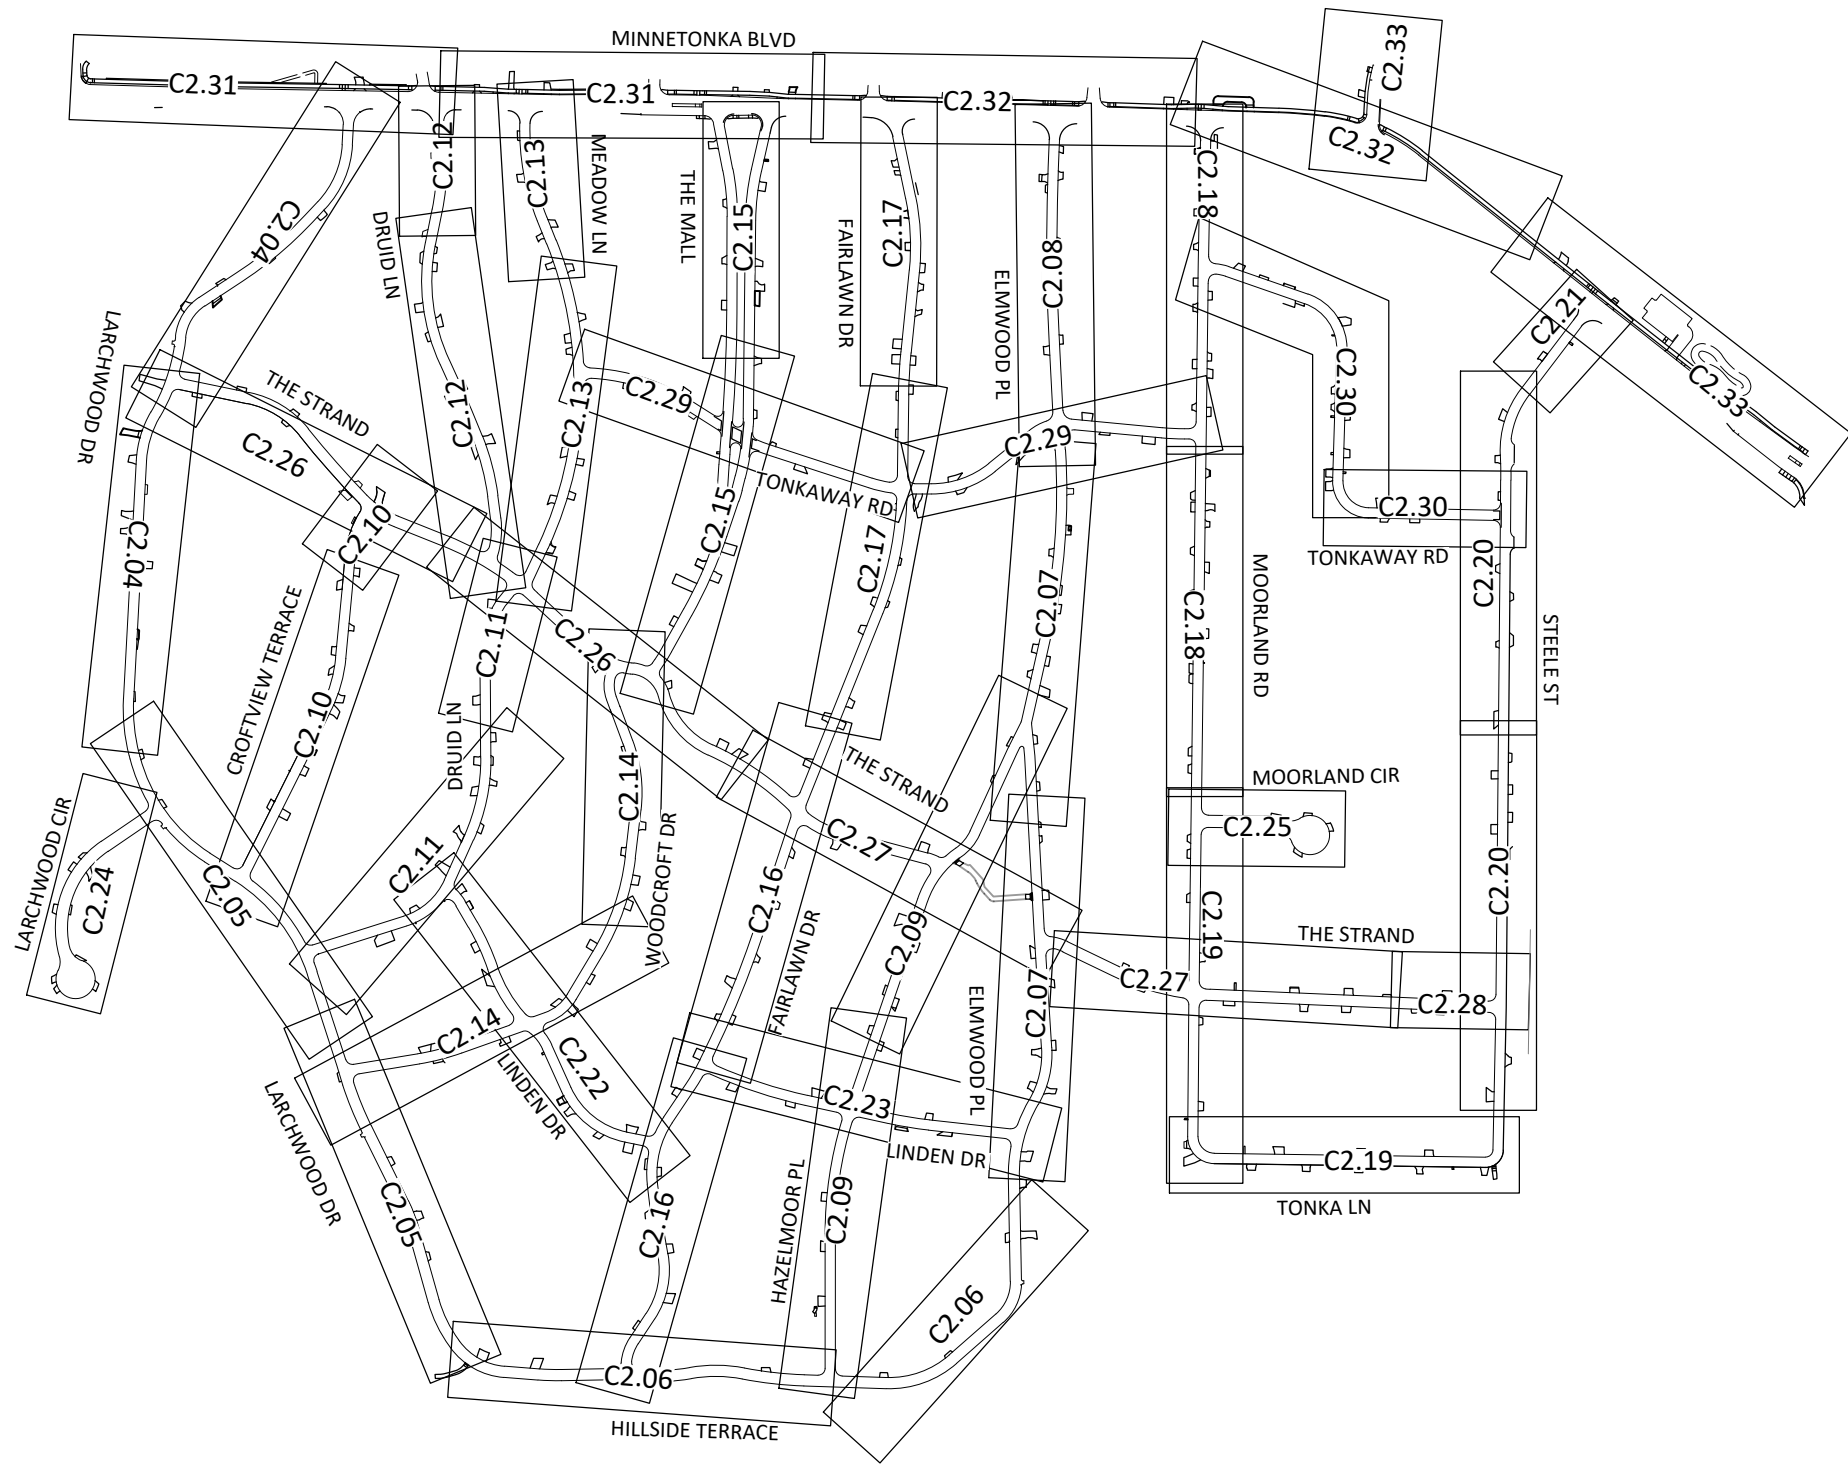 MINNETONKA BLVD
C2.33
C2.31
C2.31
C2.32
C2.32
C2.12
C2.13
MEADOW LN
C2.18
C2.04
DRUID LN
THE MALL
C2.15
FAIRLAWN DR
C2.17
C2.08
ELMWOOD PL
C2.21
C2.33
LARCHWOOD DR
THE STRAND
C2.12
C2.13
C2.29
C2.29
C2.30
C2.26
TONKAWAY RD
C2.30
TONKAWAY RD
C2.04
C2.10
C2.15
C2.17
C2.07
C2.20
MOORLAND RD
C2.18
STEELE ST
CROFTVIEW TERRACE
C2.11
C2.26
C2.10
DRUID LN
C2.14
THE STRAND
MOORLAND CIR
C2.25
LARCHWOOD CIR
C2.24
C2.05
C2.11
WOODCROFT DR
C2.27
C2.16
C2.20
FAIRLAWN DR
C2.09
C2.19
THE STRAND
C2.27
C2.28
C2.07
ELMWOOD PL
C2.14
LINDEN DR
C2.22
C2.23
LINDEN DR
LARCHWOOD DR
C2.05
C2.16
HAZELMOOR PL
C2.09
C2.19
TONKA LN
C2.06
C2.06
HILLSIDE TERRACE